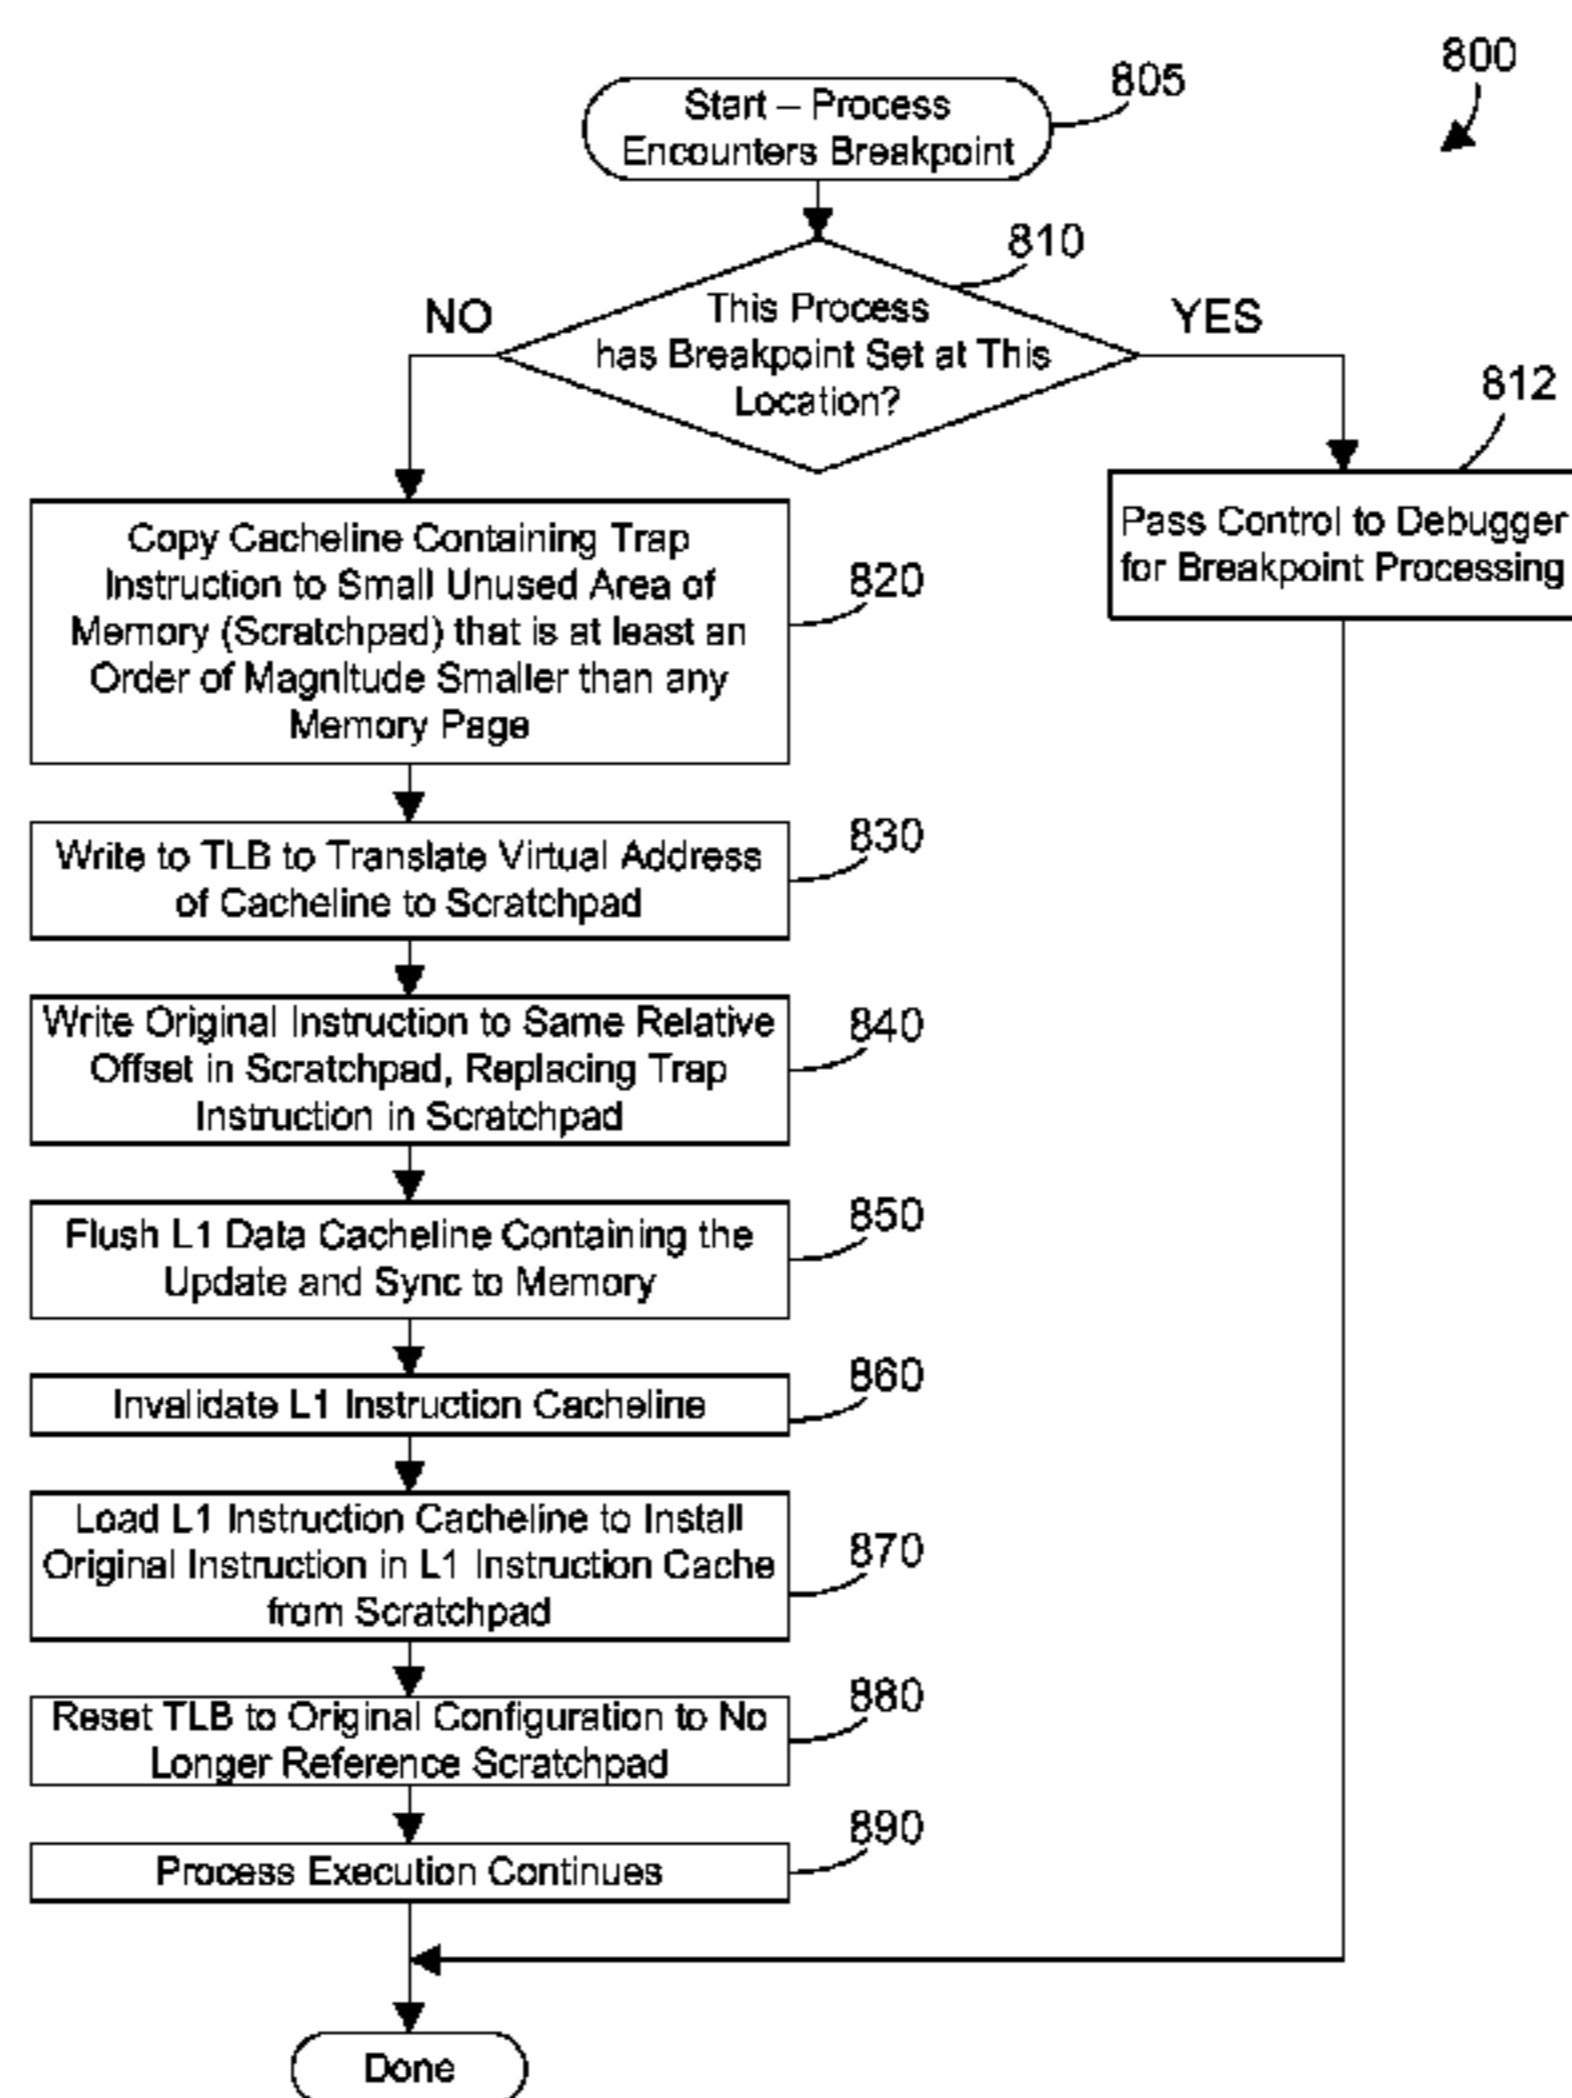 800
805
Start – Process
Encounters Breakpoint
810
This Process
has Breakpoint Set at This
Location?
NO
YES
812
Pass Control to Debugger
for Breakpoint Processing
Copy Cacheline Containing Trap
Instruction to Small Unused Area of
Memory (Scratchpad) that is at least an
Order of Magnitude Smaller than any
Memory Page
820
Write to TLB to Translate Virtual Address
of Cacheline to Scratchpad
830
Write Original Instruction to Same Relative
Offset in Scratchpad, Replacing Trap
Instruction in Scratchpad
840
Flush L1 Data Cacheline Containing the
Update and Sync to Memory
850
Invalidate L1 Instruction Cacheline
860
Load L1 Instruction Cacheline to Install
Original Instruction in L1 Instruction Cache
from Scratchpad
870
Reset TLB to Original Configuration to No
Longer Reference Scratchpad
880
Process Execution Continues
890
Done